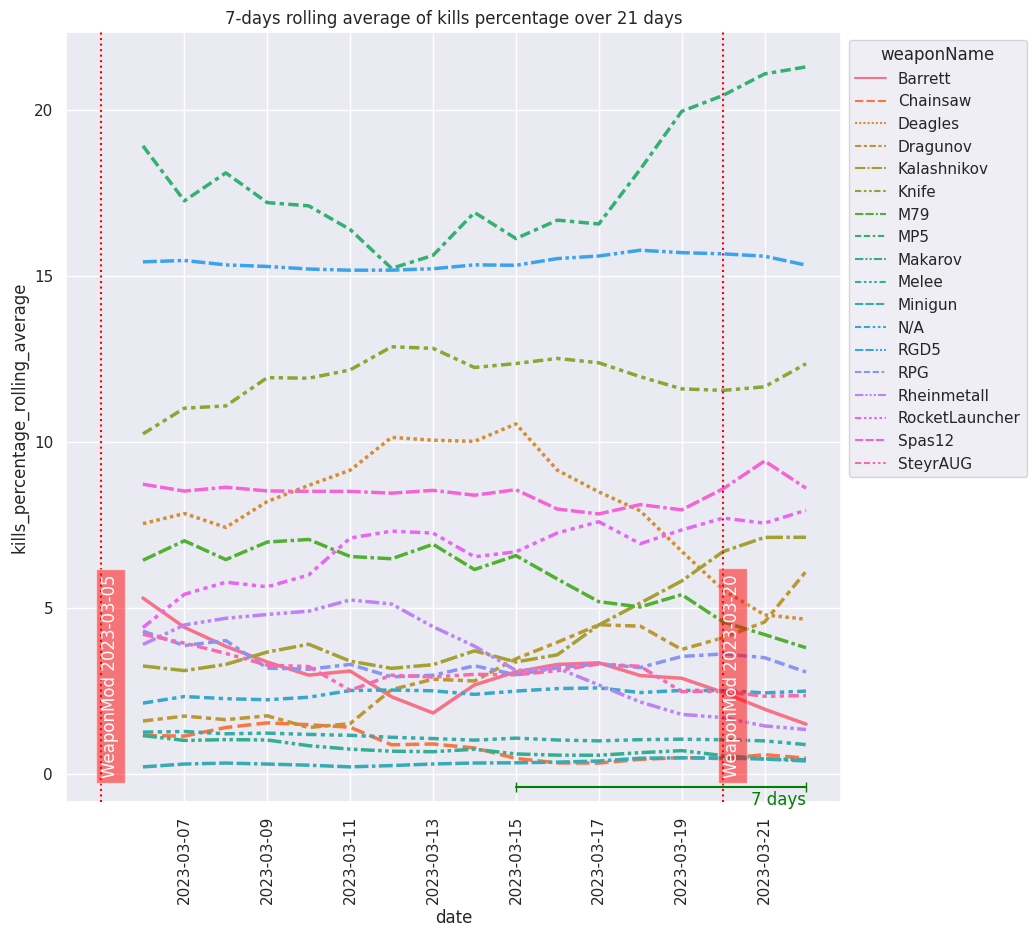 7-days rolling average of kills percentage over 21 days
kills_percentage_rolling_average
20
15
10
5
0
WeaponMod 2023-03-05
WeaponMod 2023-03-20
7 days
2023-03-07
2023-03-09
2023-03-11
2023-03-13
2023-03-15
2023-03-17
2023-03-19
2023-03-21
date
weaponName
Barrett
Chainsaw
Deagles
Dragunov
Kalashnikov
Knife
M79
MP5
Makarov
Melee
Minigun
N/A
RGD5
RPG
Rheinmetall
RocketLauncher
Spas12
SteyrAUG